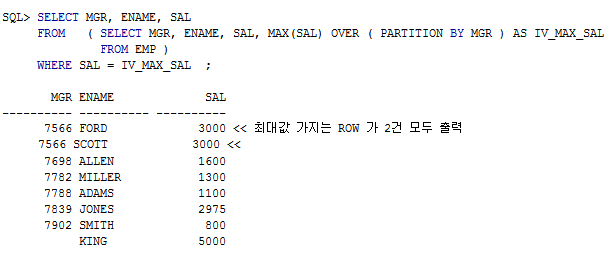 SQL> SELECT MGR, ENAME, SAL
FROM ( SELECT MGR, ENAME, SAL, MAX(SAL) OVER ( PARTITION BY MGR ) AS IV_MAX_SAL
FROM EMP )
WHERE SAL = IV_MAX_SAL ;
MGR ENAME SAL
---------- ---------- ----------
7566 FORD 3000 << 최대값 가지는 ROW 가 2건 모두 출력
7566 SCOTT 3000 <<
7698 ALLEN 1600
7782 MILLER 1300
7788 ADAMS 1100
7839 JONES 2975
7902 SMITH 800
KING 5000